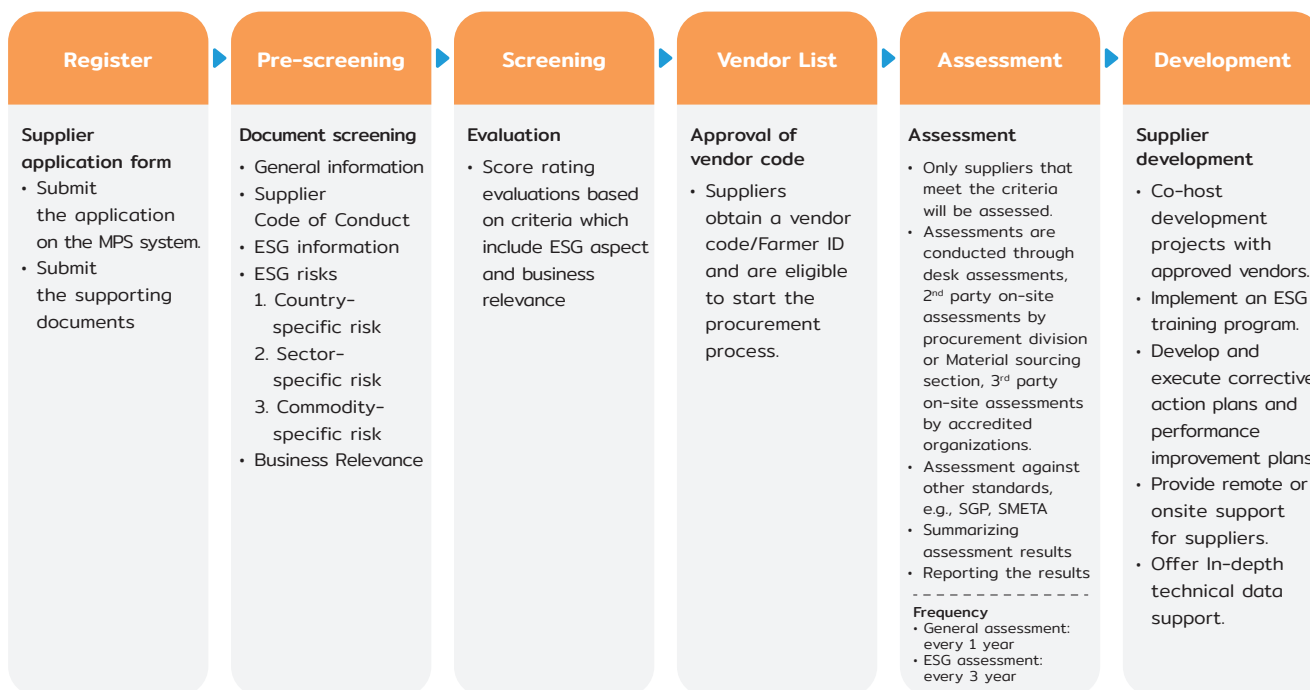 Register
Supplier
application form
• Submit
the application
on the MPS system.
• Submit
the supporting
documents
Pre-screening
Document screening
• General information
• Supplier
Code of Conduct
• ESG information
• ESG risks
1. Country-
specific risk
2. Sector-
specific risk
3. Commodity-
specific risk
• Business Relevance
Screening
Evaluation
• Score rating
evaluations based
on criteria which
include ESG aspect
and business
relevance
Vendor List
Approval of
vendor code
• Suppliers
obtain a vendor
code/Farmer ID
and are eligible
to start the
procurement
process.
Assessment
Assessment
• Only suppliers that
meet the criteria
will be assessed.
• Assessments are
conducted through
desk assessments,
2nd party on-site
assessments by
procurement division
or Material sourcing
section, 3rd party
on-site assessments
by accredited
organizations.
• Assessment against
other standards,
e.g., SGP, SMETA
• Summarizing
assessment results
• Reporting the results
Frequency
• General assessment:
every 1 year
• ESG assessment:
every 3 year
Development
Supplier
development
• Co-host
development
projects with
approved vendors.
• Implement an ESG
training program.
• Develop and
execute corrective
action plans and
performance
improvement plans
• Provide remote or
onsite support
for suppliers.
• Offer In-depth
technical data
support.